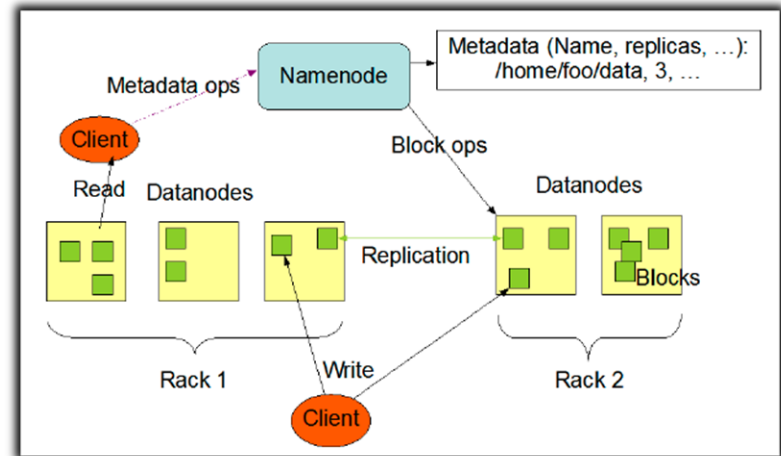 Metadata (Name, replicas, …):
/home/foo/data, 3, …
Namenode
Metadata ops
Client
Block ops
Read
Datanodes
Datanodes
Replication
Blocks
Rack 1
Write
Rack 2
Client